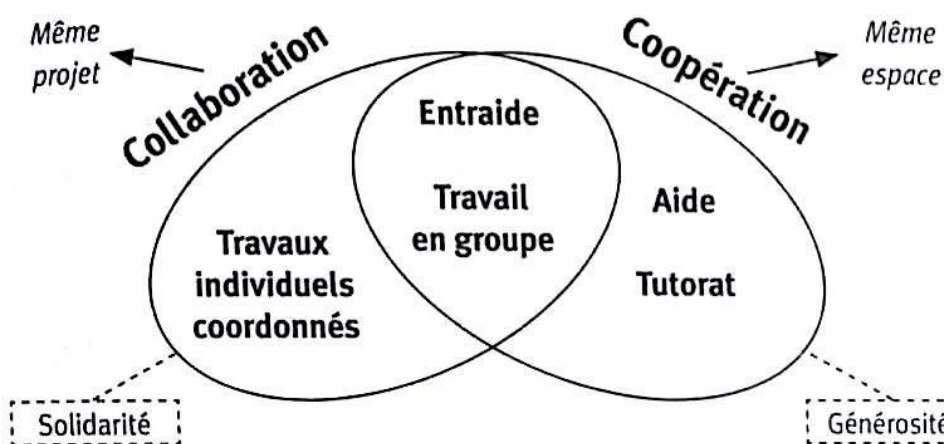 Même
projet
Collaboration
Coopération
Même
espace
Entraide
Travail
en groupe
Travaux
individuels
coordonnés
Aide
Tutorat
Solidarité
Générosité